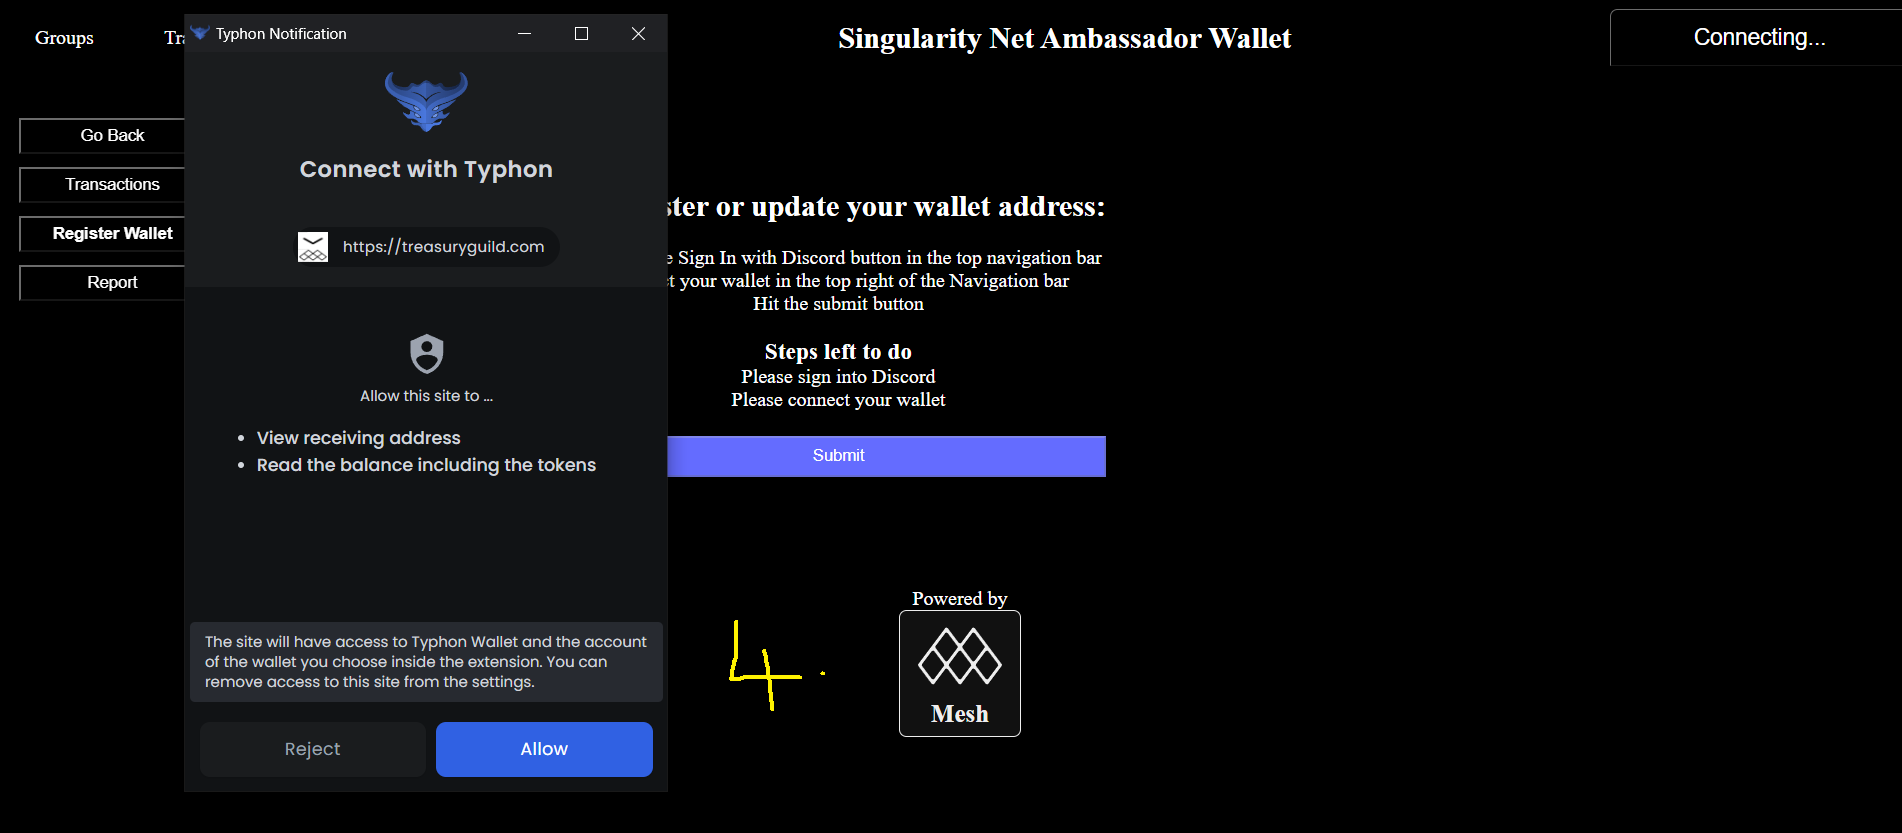 Groups
Singularity Net Ambassador Wallet
Connecting...
Go Back
Transactions
Register Wallet
Report
Typhon Notification
Connect with Typhon
https://treasuryguild.com
Allow this site to ...
• View receiving address
• Read the balance including the tokens
The site will have access to Typhon Wallet and the account
of the wallet you choose inside the extension. You can
remove access to this site from the settings.
Reject
Allow
or update your wallet address:
Sign In with Discord button in the top navigation bar
your wallet in the top right of the Navigation bar
Hit the submit button
Steps left to do
Please sign into Discord
Please connect your wallet
Submit
4.
Powered by
Mesh